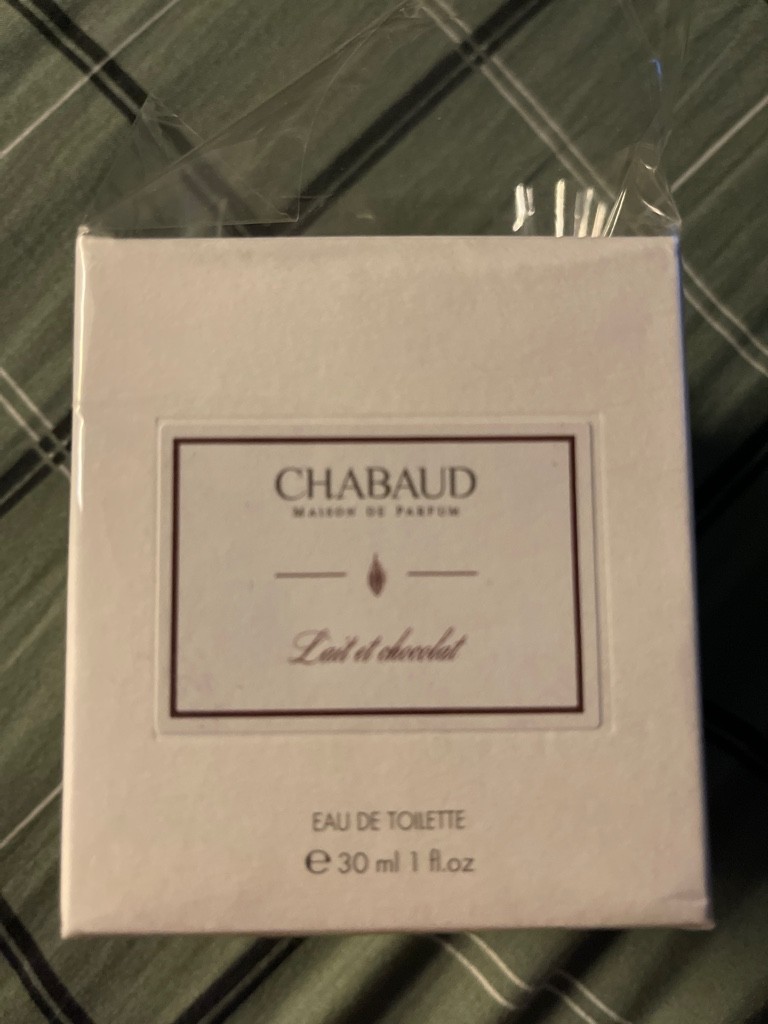 CHABAUD
MAISON DE PARFUM
Lait et chocolat
EAU DE TOILETTE
℮ 30 ml 1 fl.oz